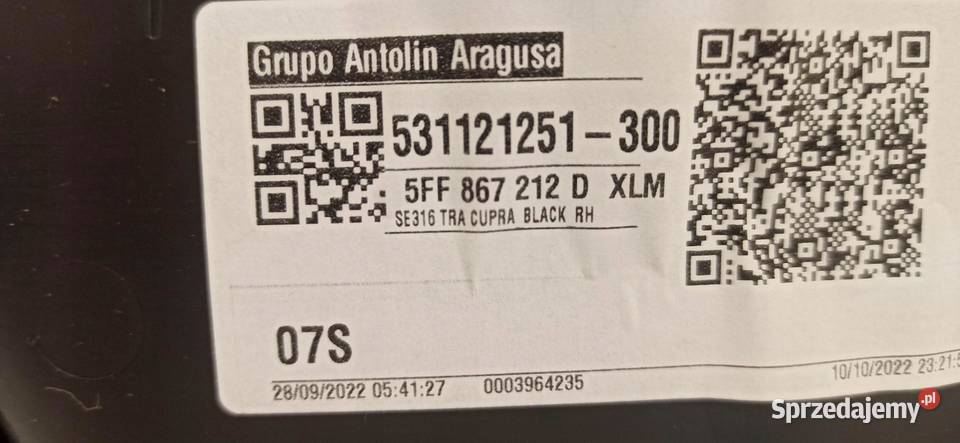 Grupo Antolin Aragusa
531121251-300
5FF 867 212 D XLM
SE316 TRA CUPRA BLACK RH
07S
28/09/2022 05:41:27 0003964235
10/10/2022 23:21:5
Sprzedajemy.pl